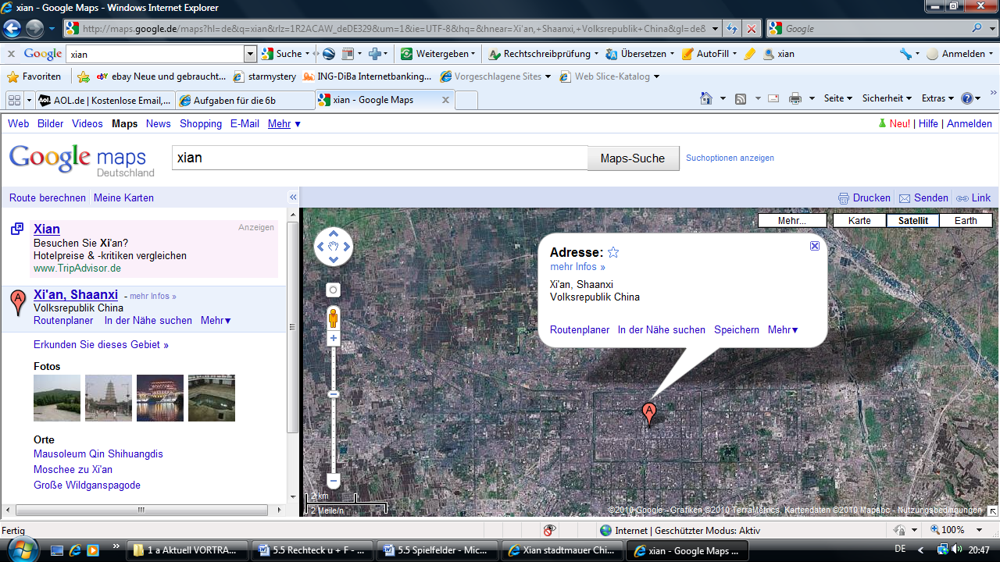 xian - Google Maps - Windows Internet Explorer
http://maps.google.de/maps?hl=de&q=xian&rlz=1R2ACAW_deDE329&um=1&ie=UTF-8&hq=&hnear=Xi'an,+Shaanxi,+Volksrepublik+China&gl=de&8
Google
x Google xian Suche Weitergeben Rechtschreibprüfung Übersetzen AutoFill xian Anmelden
Favoriten ebay Neue und gebraucht... starmystery ING-DiBa Internetbanking... Vorgeschlagene Sites Web Slice-Katalog
AOL.de | Kostenlose Email,... Aufgaben für die 6b xian - Google Maps Seite Sicherheit Extras
Web Bilder Videos Maps News Shopping E-Mail Mehr ▼ Neu! | Hilfe | Anmelden
Google maps
Deutschland
xian Maps-Suche Suchoptionen anzeigen
Route berechnen Meine Karten « Drucken Senden Link
Xian Anzeigen
Besuchen Sie Xi'an?
Hotelpreise & -kritiken vergleichen
www.TripAdvisor.de
A Xi'an, Shaanxi - mehr Infos »
Volksrepublik China
Routenplaner In der Nähe suchen Mehr▼
Erkunden Sie dieses Gebiet »
Fotos
Orte
Mausoleum Qin Shihuangdis
Moschee zu Xi'an
Große Wildganspagode
Mehr... Karte Satellit Earth
Adresse:
mehr Infos »
Xi'an, Shaanxi
Volksrepublik China
Routenplaner In der Nähe suchen Speichern Mehr▼
A
2 km
2 Meile/n
©2010 Google - Grafiken ©2010 TerraMetrics, Kartendaten ©2010 Mapabc - Nutzungsbedingungen
Fertig Internet | Geschützter Modus: Aktiv 100%
1 a Aktuell VORTRA... 5.5 Rechteck u + F - ... 5.5 Spielfelder - Mic... Xian stadtmauer Chi... xian - Google Maps ... DE 20:47